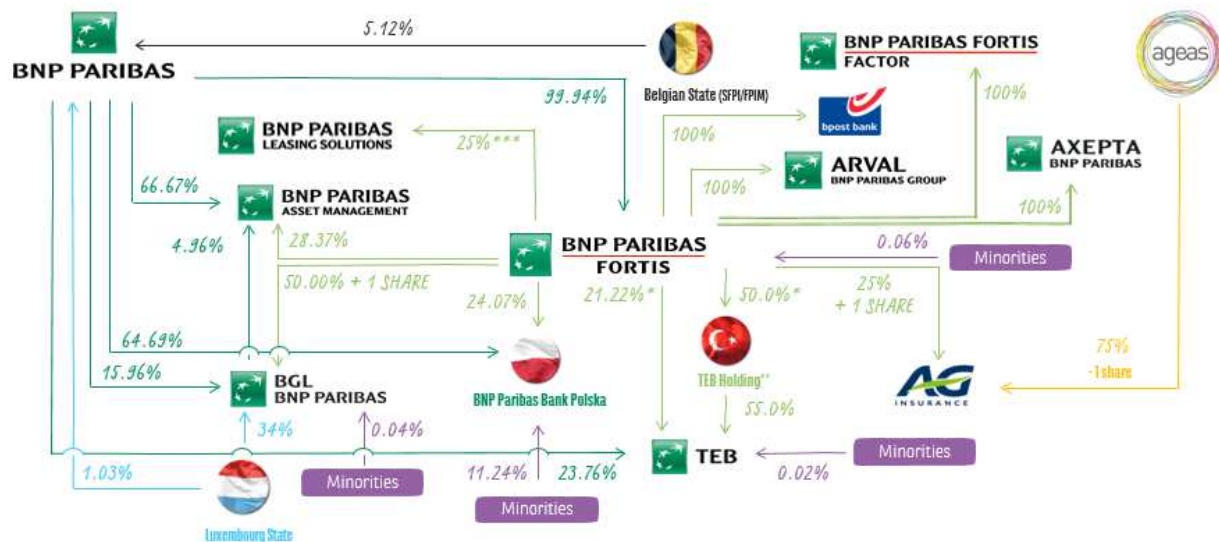 5.12%
BNP PARIBAS
Belgian State (SFPI/FPIM)
BNP PARIBAS FORTIS
FACTOR
ageas
99.94%
100%
bpost bank
100%
BNP PARIBAS
LEASING SOLUTIONS
25%***
ARVAL
BNP PARIBAS GROUP
100%
AXEPTA
BNP PARIBAS
100%
66.67%
BNP PARIBAS
ASSET MANAGEMENT
4.96%
28.37%
BNP PARIBAS
FORTIS
0.06%
Minorities
50.00% + 1 SHARE
24.07%
21.22%*
50.0%*
25%
+ 1 SHARE
64.69%
15.96%
BGL
BNP PARIBAS
BNP Paribas Bank Polska
TEB Holding**
AG
INSURANCE
75%
-1 share
34%
0.04%
55.0%
TEB
Minorities
1.03%
Minorities
11.24%
23.76%
0.02%
Minorities
Luxembourg State